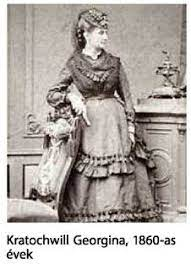 Kratochwill Georgina, 1860-as
évek